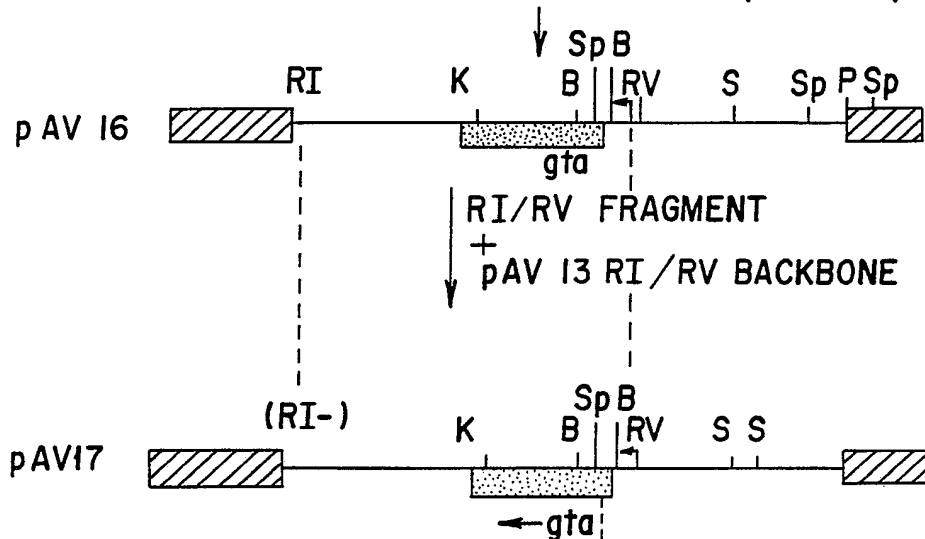 Sp B
RI K B RV S Sp P Sp
pAV 16
gta
RI/RV FRAGMENT
+
pAV 13 RI/RV BACKBONE
(RI-) Sp B
K B RV S S
pAV17
gta